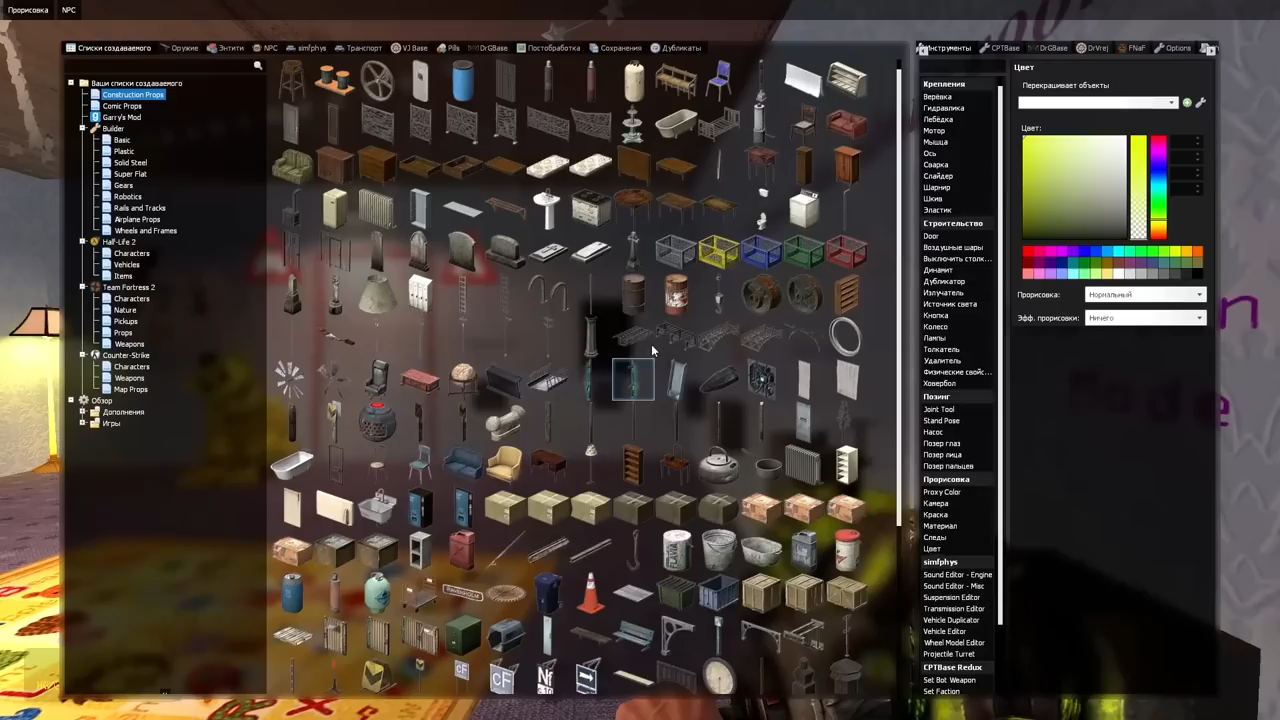 Прорисовка NPC
Списки создаваемого Оружие Энтити NPC simfphys Транспорт VJ Base Pills DrGBase Постобработка Сохранения Дубликаты
Инструменты CPTBase DrGBase DrVrej FNaF Options
Ваши списки создаваемого
Construction Props
Comic Props
Garry's Mod
Builder
Basic
Plastic
Solid Steel
Super Flat
Gears
Robotics
Rails and Tracks
Airplane Props
Wheels and Frames
Half-Life 2
Characters
Vehicles
Items
Team Fortress 2
Characters
Nature
Pickups
Props
Weapons
Counter-Strike
Characters
Weapons
Map Props
Обзор
Дополнения
Игры
RAVENHOLM
CF
CF
Крепления
Верёвка
Гидравлика
Лебёдка
Мотор
Мышца
Ось
Сварка
Слайдер
Шарнир
Шкив
Эластик
Строительство
Door
Воздушные шары
Выключить столк...
Динамит
Дубликатор
Излучатель
Источник света
Кнопка
Колесо
Лампы
Толкатель
Удалитель
Физические свойс...
Ховербол
Позинг
Joint Tool
Stand Pose
Насос
Позер глаз
Позер лица
Позер пальцев
Прорисовка
Proxy Color
Камера
Краска
Материал
Следы
Цвет
simfphys
Sound Editor - Engine
Sound Editor - Misc
Suspension Editor
Transmission Editor
Vehicle Duplicator
Vehicle Editor
Wheel Model Editor
Projectile Turret
CPTBase Redux
Set Bot Weapon
Set Faction
Цвет
Перекрашивает объекты
Цвет:
Прорисовка: Нормальный
Эфф. прорисовки: Ничего